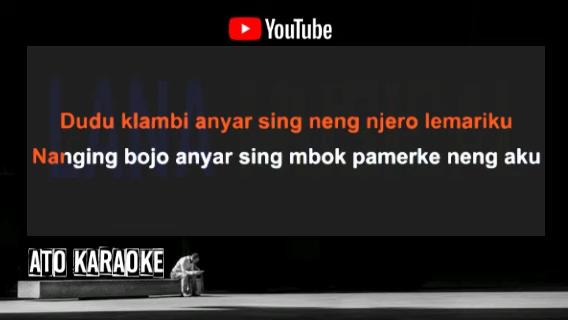 YouTube
Dudu klambi anyar sing neng njero lemariku
Nanging bojo anyar sing mbok pamerke neng aku
ATO KARAOKE